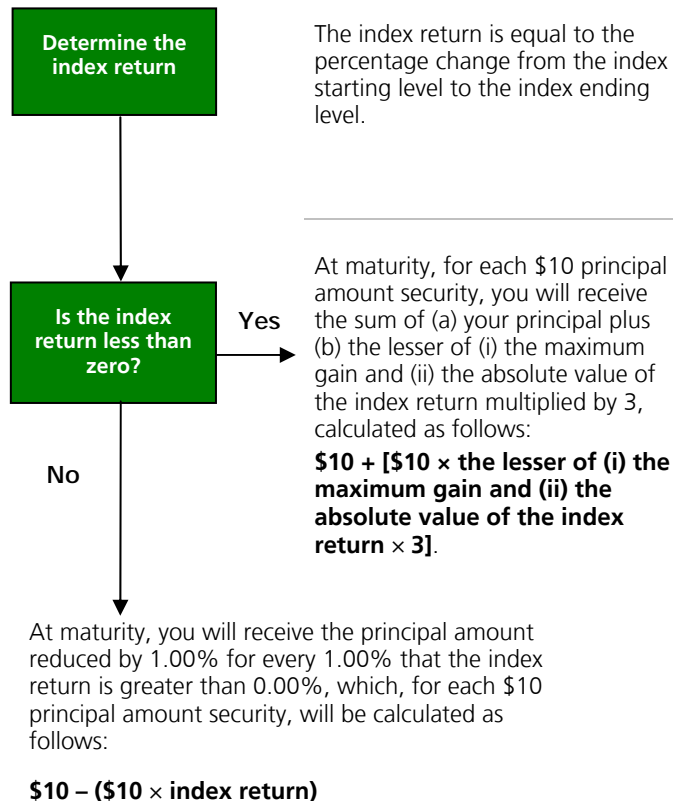 Determine the
index return
The index return is equal to the
percentage change from the index
starting level to the index ending
level.
Is the index
return less than
zero?
Yes
At maturity, for each $10 principal
amount security, you will receive
the sum of (a) your principal plus
(b) the lesser of (i) the maximum
gain and (ii) the absolute value of
the index return multiplied by 3,
calculated as follows:
$10 + [$10 × the lesser of (i) the
maximum gain and (ii) the
absolute value of the index
return × 3].
No
At maturity, you will receive the principal amount
reduced by 1.00% for every 1.00% that the index
return is greater than 0.00%, which, for each $10
principal amount security, will be calculated as
follows:
$10 – ($10 × index return)